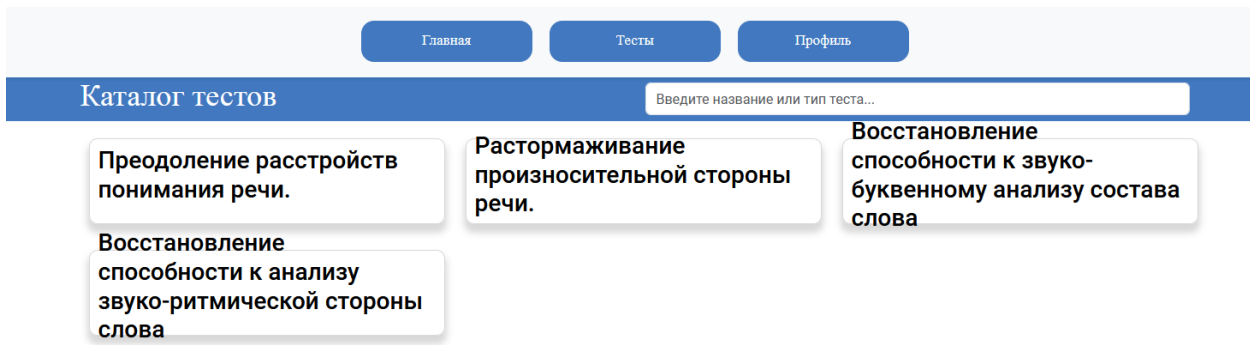 Главная
Тесты
Профиль
Каталог тестов
Введите название или тип теста...
Преодоление расстройств
понимания речи.
Растормаживание
произносительной стороны
речи.
Восстановление
способности к звуко-
буквенному анализу состава
слова
Восстановление
способности к анализу
звуко-ритмической стороны
слова